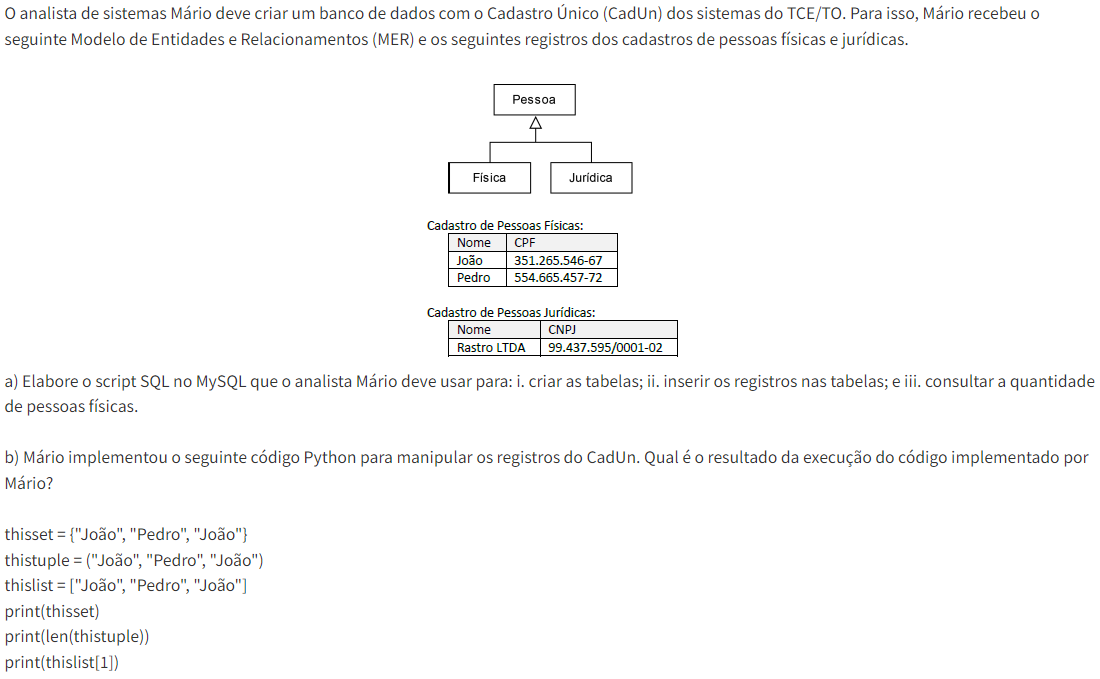 O analista de sistemas Mário deve criar um banco de dados com o Cadastro Único (CadUn) dos sistemas do TCE/TO. Para isso, Mário recebeu o
seguinte Modelo de Entidades e Relacionamentos (MER) e os seguintes registros dos cadastros de pessoas físicas e jurídicas.
Pessoa
Física Jurídica
Cadastro de Pessoas Físicas:
Nome CPF
João 351.265.546-67
Pedro 554.665.457-72
Cadastro de Pessoas Jurídicas:
Nome CNPJ
Rastro LTDA 99.437.595/0001-02
a) Elabore o script SQL no MySQL que o analista Mário deve usar para: i. criar as tabelas; ii. inserir os registros nas tabelas; e iii. consultar a quantidade
de pessoas físicas.
b) Mário implementou o seguinte código Python para manipular os registros do CadUn. Qual é o resultado da execução do código implementado por
Mário?
thisset = {"João", "Pedro", "João"}
thistuple = ("João", "Pedro", "João")
thislist = ["João", "Pedro", "João"]
print(thisset)
print(len(thistuple))
print(thislist[1])